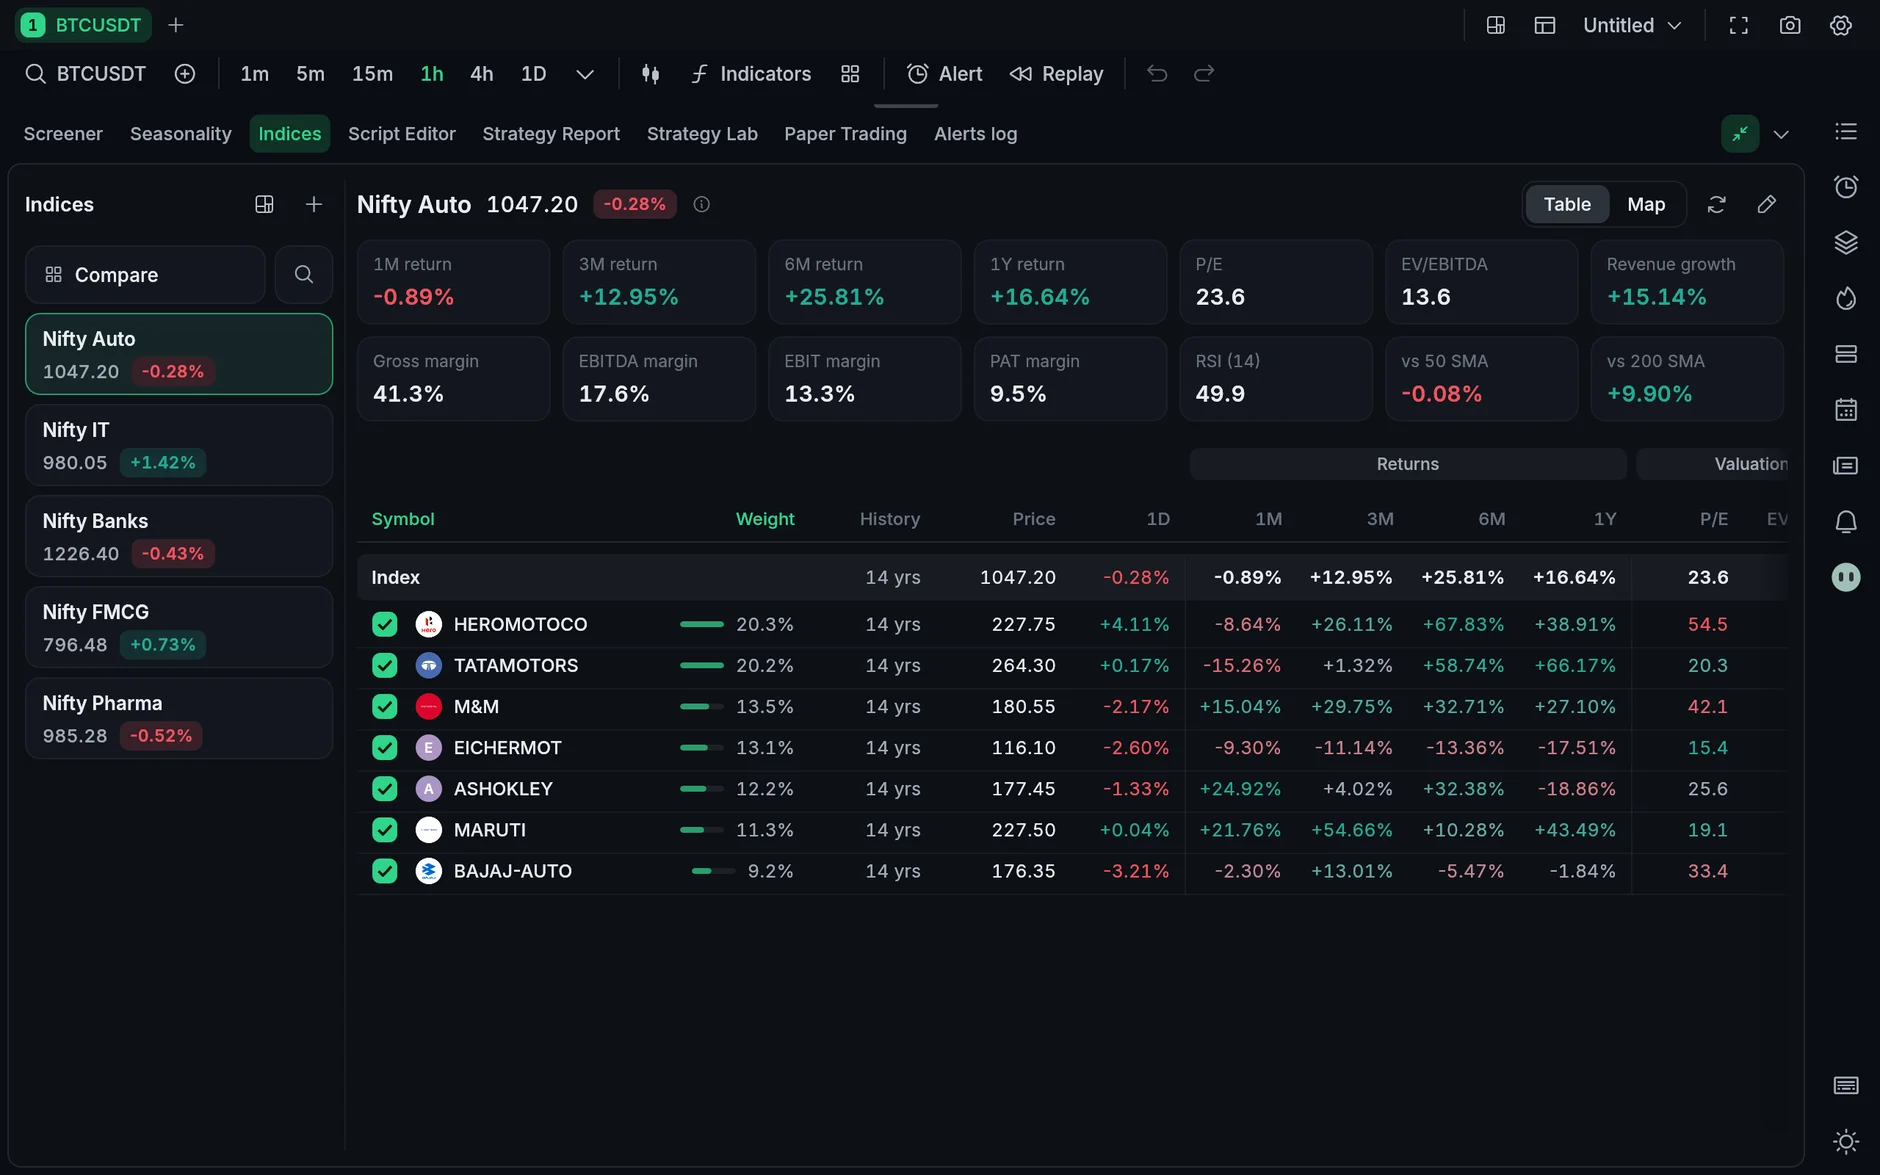 1 BTCUSDT
Untitled
BTCUSDT 1m 5m 15m 1h 4h 1D Indicators Alert Replay
Screener Seasonality Indices Script Editor Strategy Report Strategy Lab Paper Trading Alerts log
Indices
Compare
Nifty Auto
1047.20 -0.28%
Nifty IT
980.05 +1.42%
Nifty Banks
1226.40 -0.43%
Nifty FMCG
796.48 +0.73%
Nifty Pharma
985.28 -0.52%
Nifty Auto 1047.20 -0.28% Table Map
1M return 3M return 6M return 1Y return P/E EV/EBITDA Revenue growth
-0.89% +12.95% +25.81% +16.64% 23.6 13.6 +15.14%
Gross margin EBITDA margin EBIT margin PAT margin RSI (14) vs 50 SMA vs 200 SMA
41.3% 17.6% 13.3% 9.5% 49.9 -0.08% +9.90%
Returns Valuation
Symbol Weight History Price 1D 1M 3M 6M 1Y P/E EV
Index 14 yrs 1047.20 -0.28% -0.89% +12.95% +25.81% +16.64% 23.6
HEROMOTOCO 20.3% 14 yrs 227.75 +4.11% -8.64% +26.11% +67.83% +38.91% 54.5
TATAMOTORS 20.2% 14 yrs 264.30 +0.17% -15.26% +1.32% +58.74% +66.17% 20.3
M&M 13.5% 14 yrs 180.55 -2.17% +15.04% +29.75% +32.71% +27.10% 42.1
E EICHERMOT 13.1% 14 yrs 116.10 -2.60% -9.30% -11.14% -13.36% -17.51% 15.4
A ASHOKLEY 12.2% 14 yrs 177.45 -1.33% +24.92% +4.02% +32.38% -18.86% 25.6
MARUTI 11.3% 14 yrs 227.50 +0.04% +21.76% +54.66% +10.28% +43.49% 19.1
BAJAJ-AUTO 9.2% 14 yrs 176.35 -3.21% -2.30% +13.01% -5.47% -1.84% 33.4